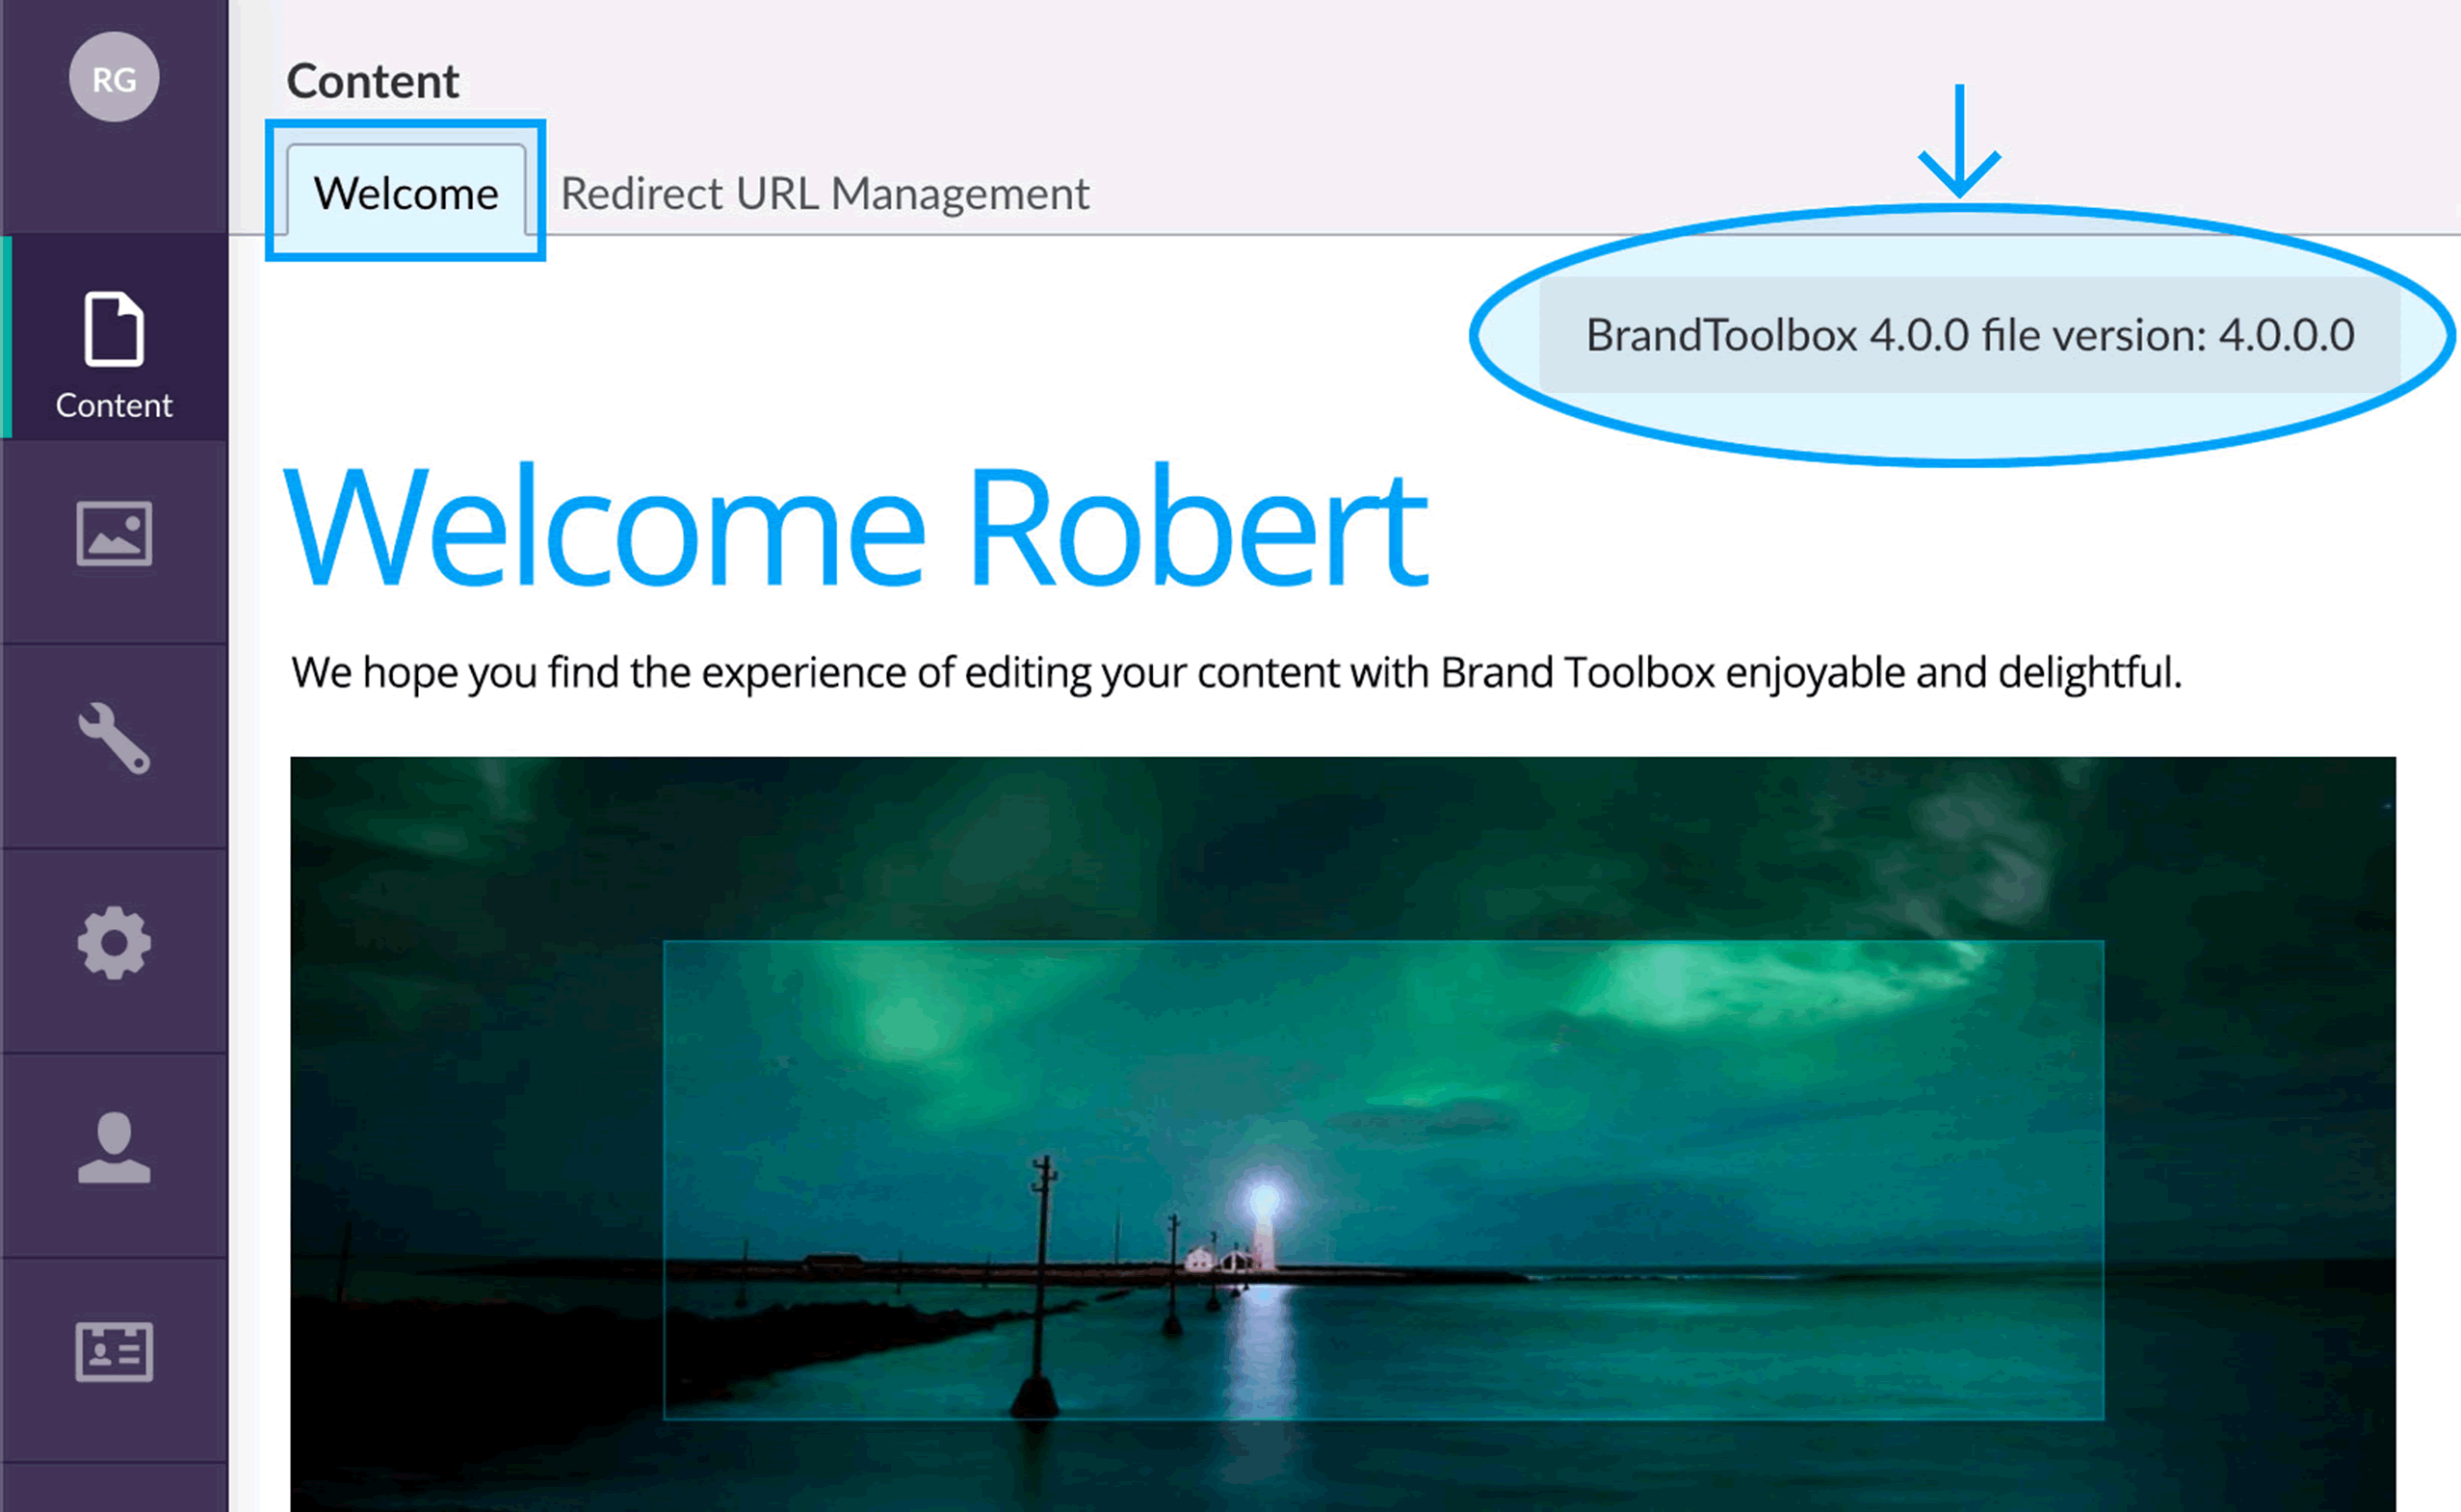 RG
Content
Welcome
Redirect URL Management
Content
BrandToolbox 4.0.0 file version: 4.0.0.0
Welcome Robert
We hope you find the experience of editing your content with Brand Toolbox enjoyable and delightful.